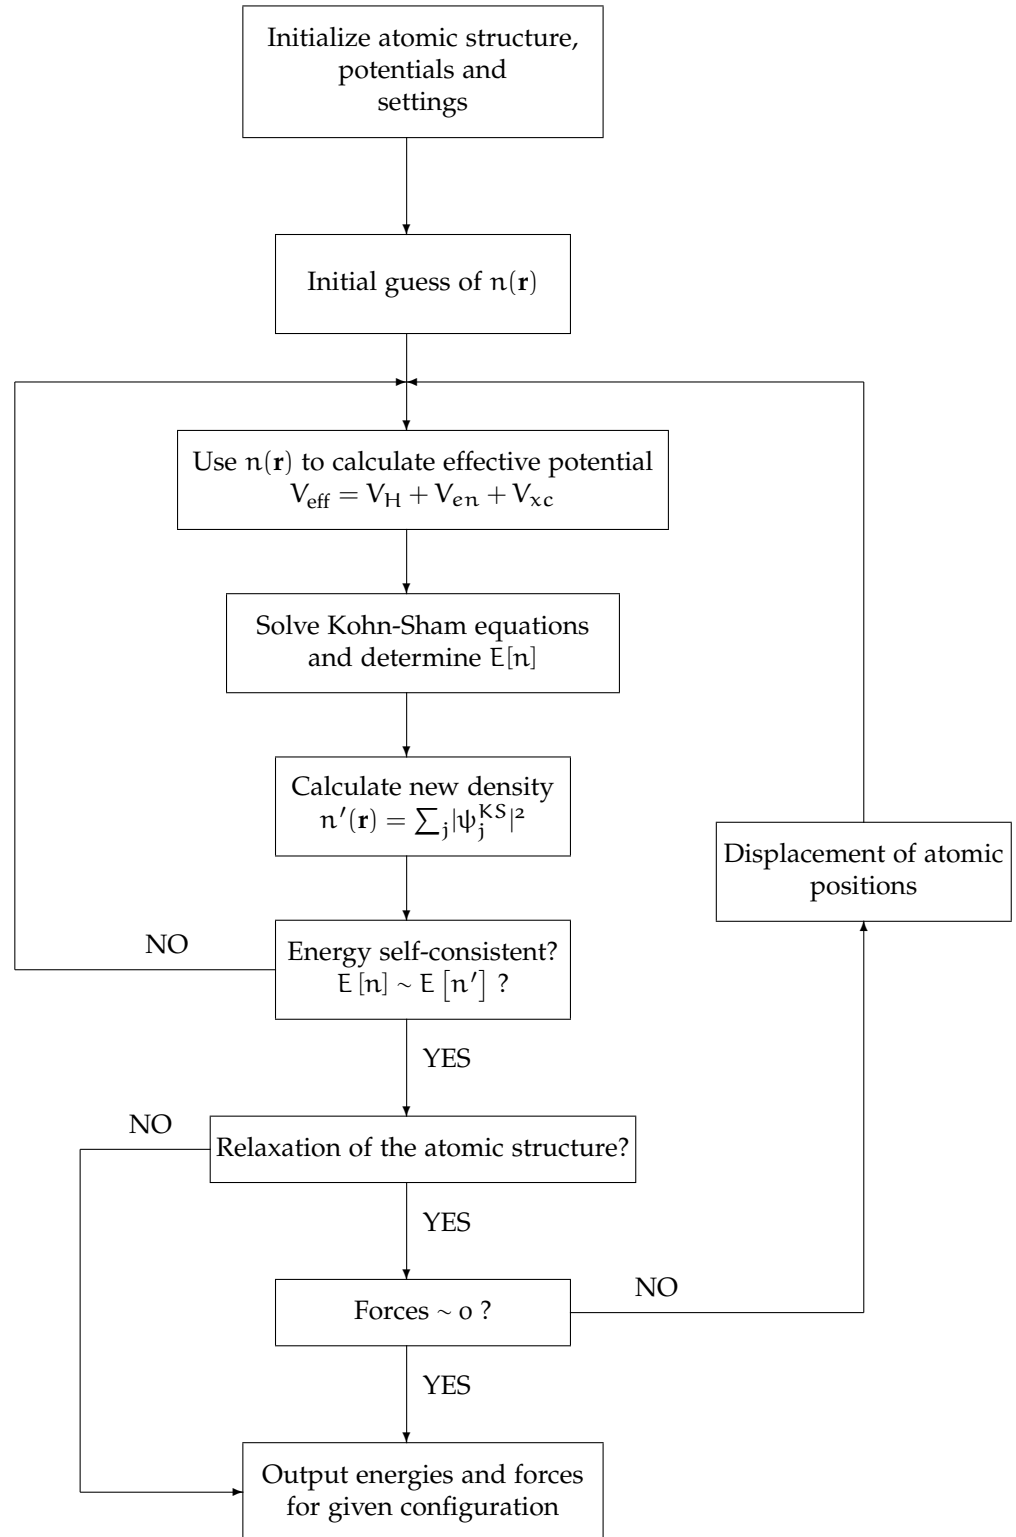 Initialize atomic structure,
potentials and
settings
Initial guess of n(r)
Use n(r) to calculate effective potential
V_eff = V_H + V_en + V_xc
Solve Kohn-Sham equations
and determine E[n]
Calculate new density
n′(r) = ∑_j|ψ_j^KS|²
Displacement of atomic
positions
NO
Energy self-consistent?
E [n] ∼ E [n′] ?
YES
NO
Relaxation of the atomic structure?
YES
NO
Forces ∼ 0 ?
YES
Output energies and forces
for given configuration